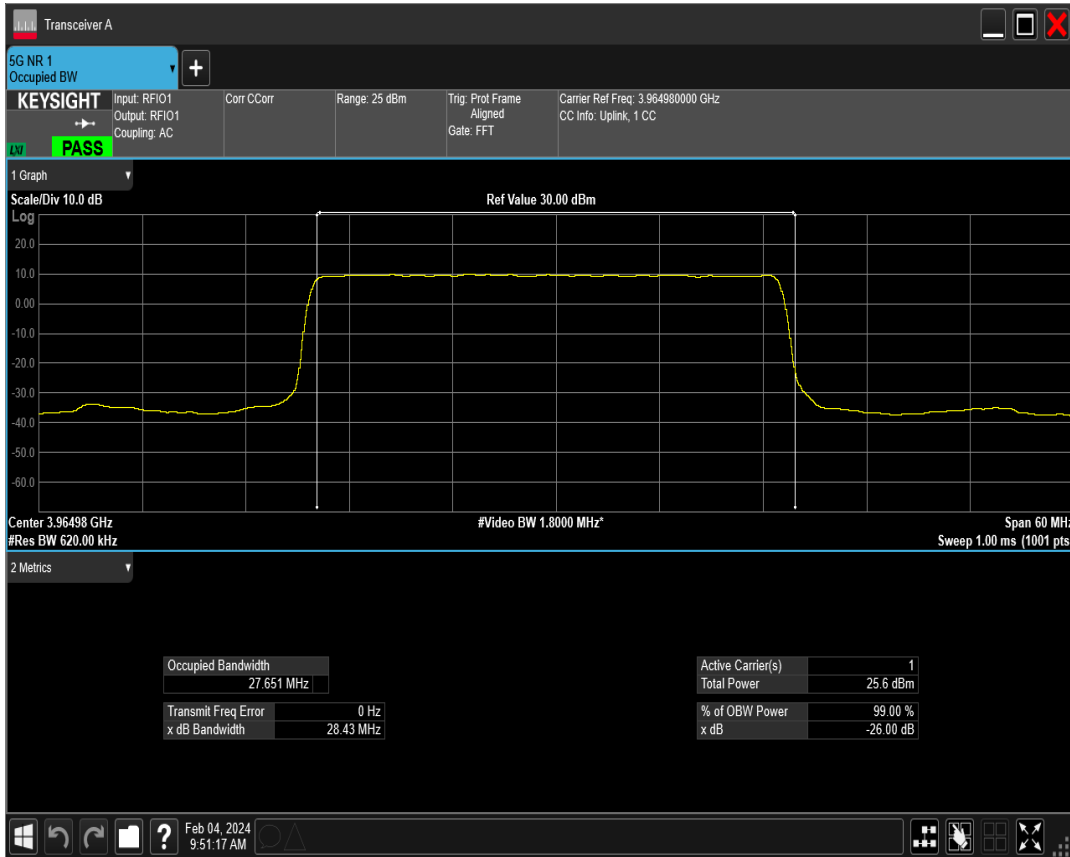 Transceiver A
5G NR 1
Occupied BW
+
KEYSIGHT
LXI
PASS
Input: RFIO1
Output: RFIO1
Coupling: AC
Corr CCorr
Range: 25 dBm
Trig: Prot Frame
Aligned
Gate: FFT
Carrier Ref Freq: 3.964980000 GHz
CC Info: Uplink, 1 CC
1 Graph
Scale/Div 10.0 dB
Ref Value 30.00 dBm
Log
20.0
10.0
0.00
-10.0
-20.0
-30.0
-40.0
-50.0
-60.0
Center 3.96498 GHz
#Video BW 1.8000 MHz*
Span 60 MHz
#Res BW 620.00 kHz
Sweep 1.00 ms (1001 pts
2 Metrics
Occupied Bandwidth
27.651 MHz
Transmit Freq Error 0 Hz
x dB Bandwidth 28.43 MHz
Active Carrier(s) 1
Total Power 25.6 dBm
% of OBW Power 99.00 %
x dB -26.00 dB
?
Feb 04, 2024
9:51:17 AM